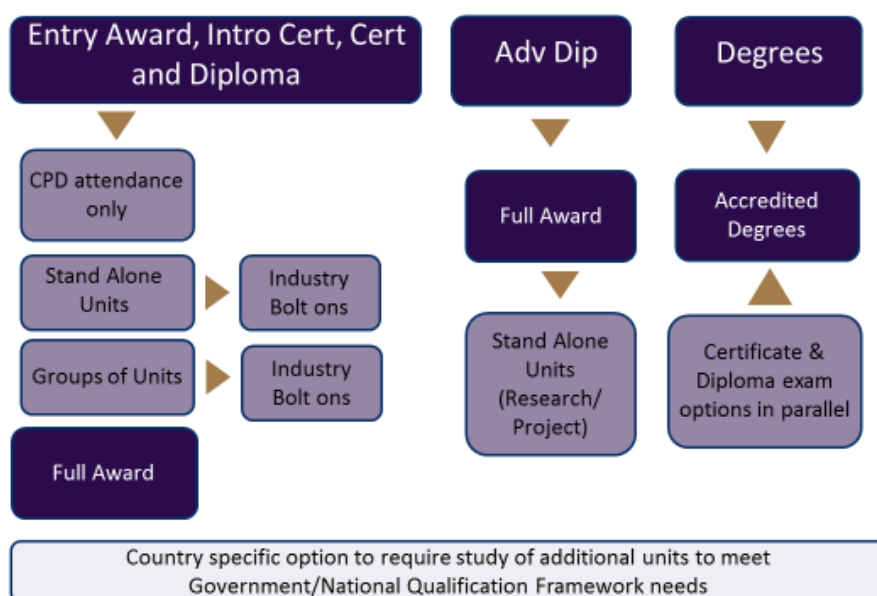 Entry Award, Intro Cert, Cert
and Diploma
Adv Dip
Degrees
CPD attendance
only
Stand Alone
Units
Industry
Bolt ons
Groups of Units
Industry
Bolt ons
Full Award
Full Award
Stand Alone
Units
(Research/
Project)
Accredited
Degrees
Certificate &
Diploma exam
options in parallel
Country specific option to require study of additional units to meet
Government/National Qualification Framework needs